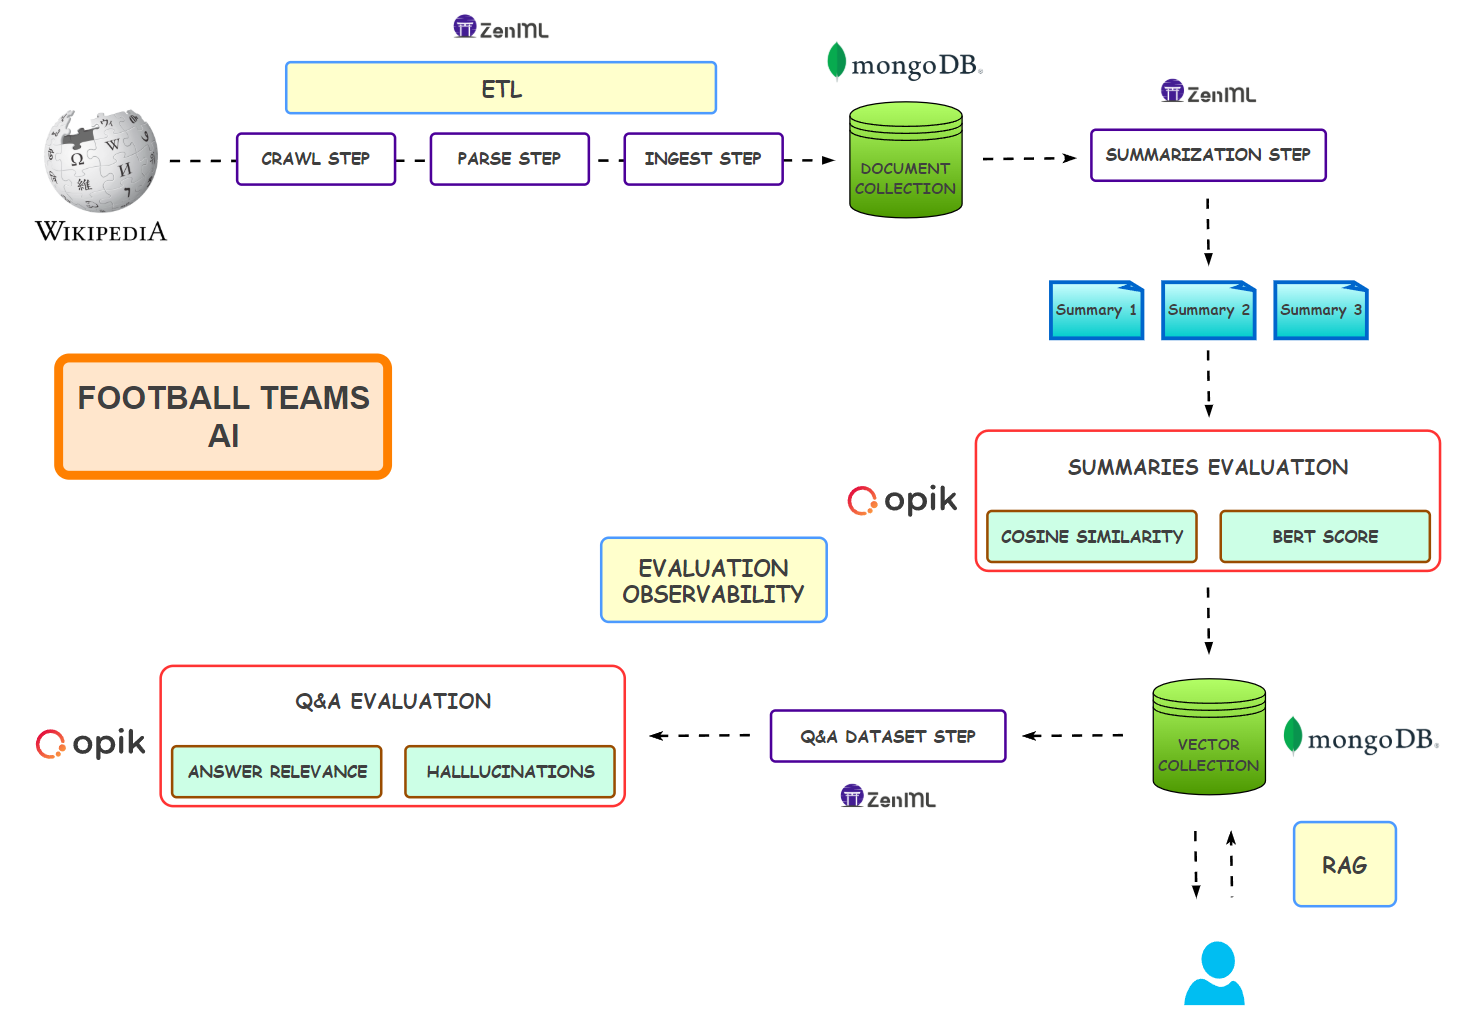 ZenML
ETL
mongoDB®
ZenML
CRAWL STEP
PARSE STEP
INGEST STEP
DOCUMENT
COLLECTION
SUMMARIZATION STEP
Ω
W
И
維
WIKIPEDIA
Summary 1
Summary 2
Summary 3
FOOTBALL TEAMS
AI
SUMMARIES EVALUATION
opik
COSINE SIMILARITY
BERT SCORE
EVALUATION
OBSERVABILITY
Q&A EVALUATION
opik
ANSWER RELEVANCE
HALLLUCINATIONS
Q&A DATASET STEP
ZenML
VECTOR
COLLECTION
mongoDB®
RAG